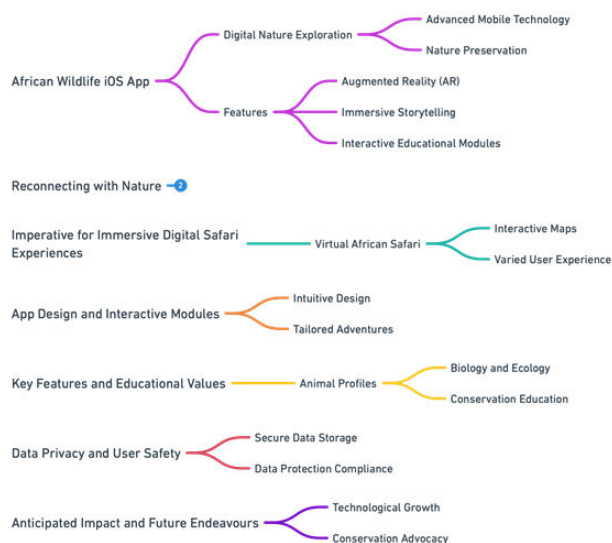 African Wildlife iOS App
Digital Nature Exploration
Advanced Mobile Technology
Nature Preservation
Features
Augmented Reality (AR)
Immersive Storytelling
Interactive Educational Modules
Reconnecting with Nature
2
Imperative for Immersive Digital Safari
Experiences
Virtual African Safari
Interactive Maps
Varied User Experience
App Design and Interactive Modules
Intuitive Design
Tailored Adventures
Key Features and Educational Values
Animal Profiles
Biology and Ecology
Conservation Education
Data Privacy and User Safety
Secure Data Storage
Data Protection Compliance
Anticipated Impact and Future Endeavours
Technological Growth
Conservation Advocacy